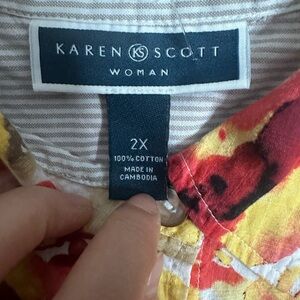 KAREN KS SCOTT
WOMAN
2X
100% COTTON
MADE IN
CAMBODIA